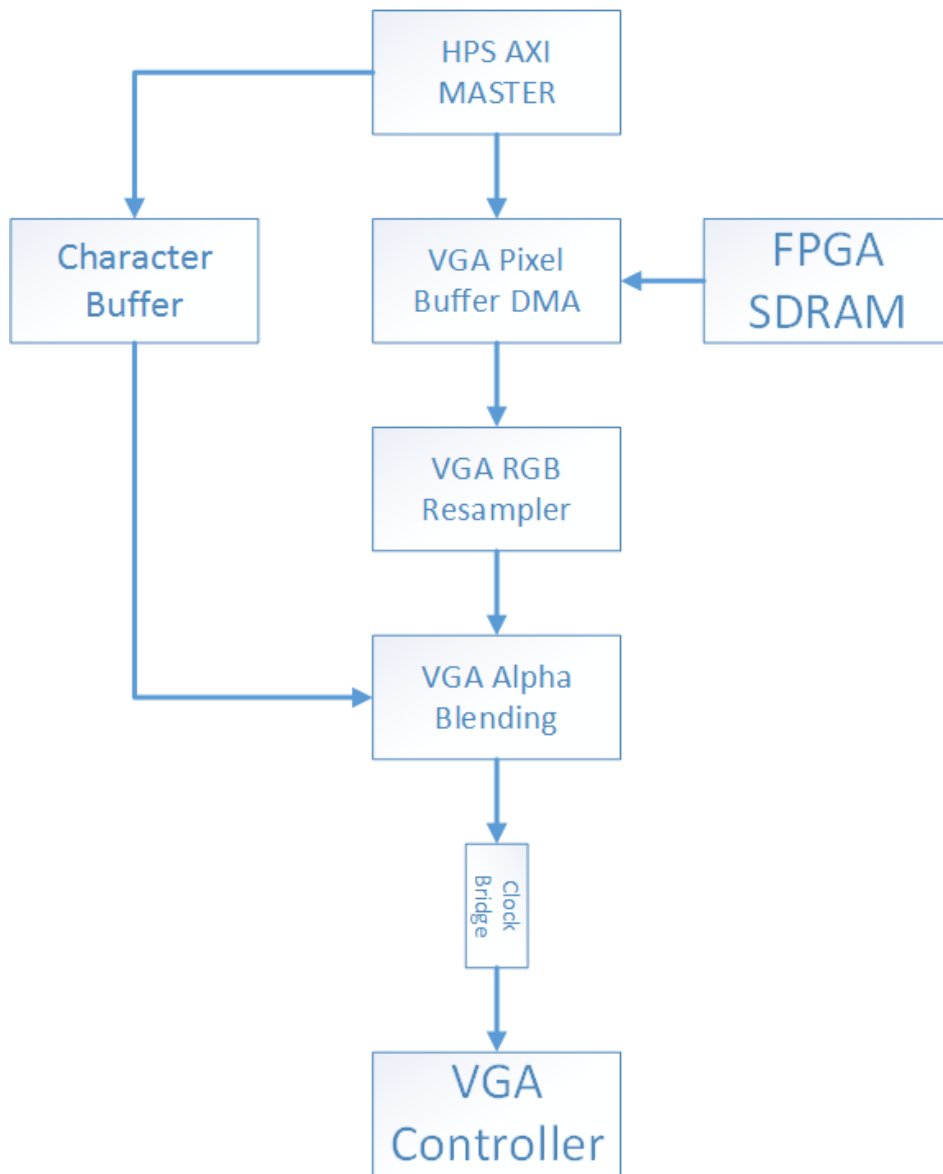 HPS AXI
MASTER
Character
Buffer
VGA Pixel
Buffer DMA
FPGA
SDRAM
VGA RGB
Resampler
VGA Alpha
Blending
Clock
Bridge
VGA
Controller